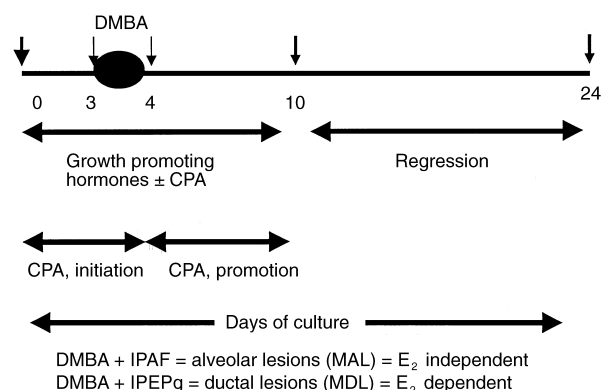 DMBA
0 3 4 10 24
Growth promoting
hormones ± CPA
Regression
CPA, initiation CPA, promotion
Days of culture
DMBA + IPAF = alveolar lesions (MAL) = E₂ independent
DMBA + IPEPg = ductal lesions (MDL) = E₂ dependent